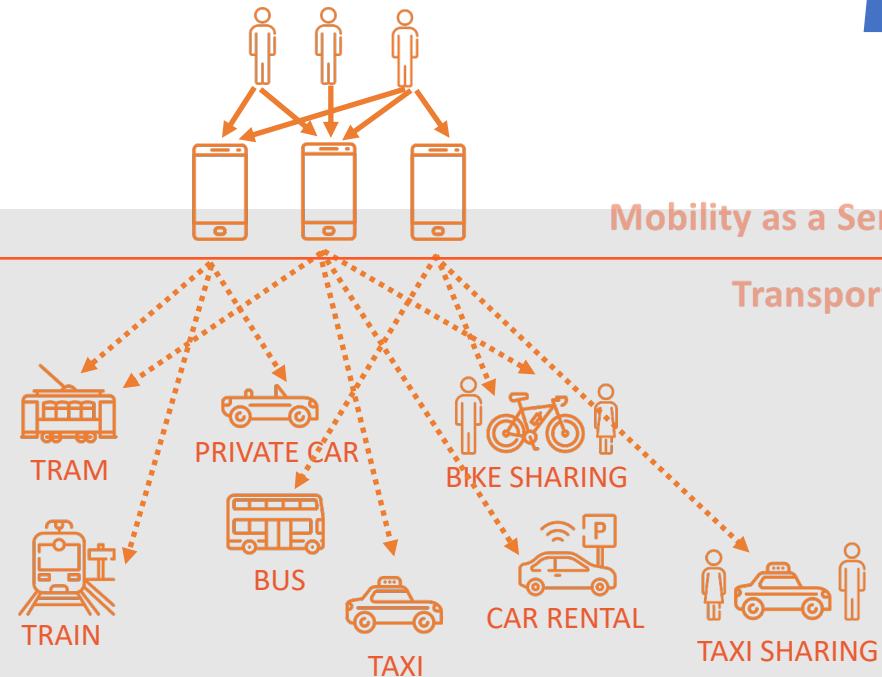 Mobility as a Ser
Transpor
TRAM
PRIVATE CAR
BIKE SHARING
P
BUS
TRAIN
TAXI
CAR RENTAL
TAXI SHARING